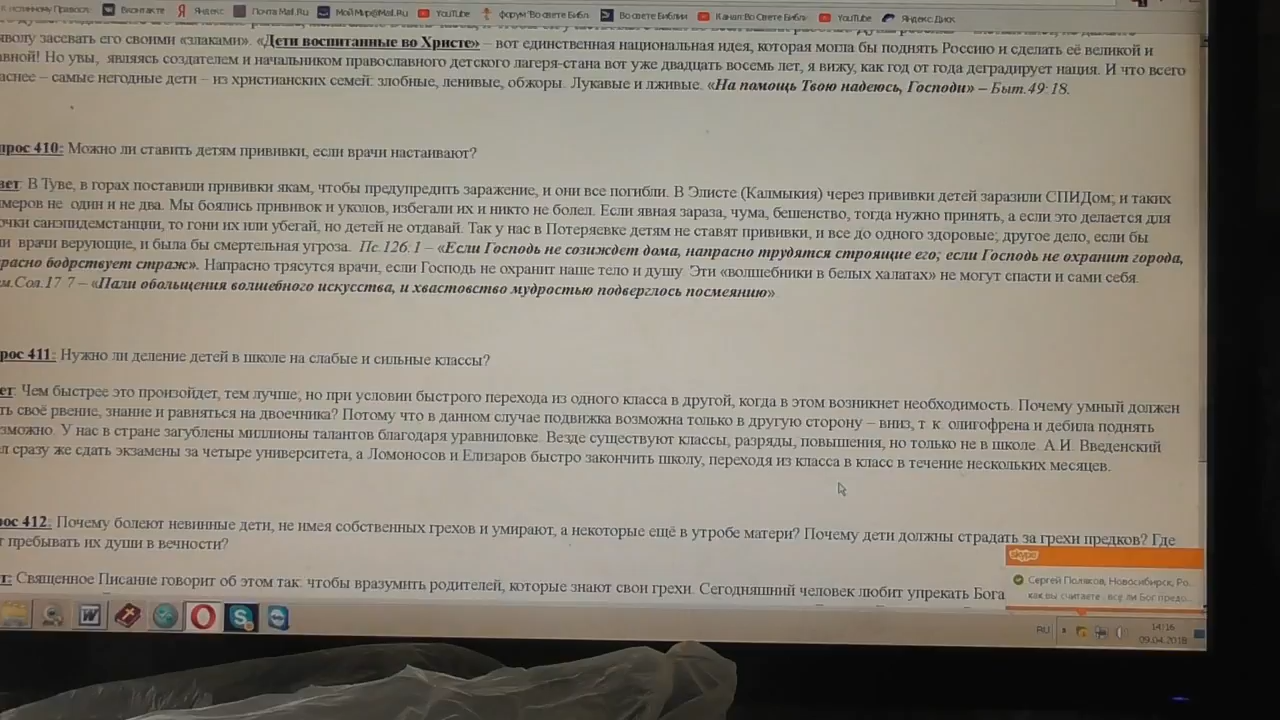 Вконтакте Яндекс Почта Mail.Ru Мой Мир@Mail.Ru YouTube форум "Во свете Библ Во свете Библии Канал Во Свете Библи YouTube Яндекс.Диск
яволу засевать его своими «злаками». «Дети воспитанные во Христе» – вот единственная национальная идея, которая могла бы поднять Россию и сделать её великой и
авной! Но увы, являясь создателем и начальником православного детского лагеря-стана вот уже двадцать восемь лет, я вижу, как год от года деградирует нация. И что всего
аснее – самые негодные дети – из христианских семей: злобные, ленивые, обжоры. Лукавые и лживые. «На помощь Твою надеюсь, Господи» – Быт.49:18.
прос 410: Можно ли ставить детям прививки, если врачи настаивают?
вет: В Туве, в горах поставили прививки якам, чтобы предупредить заражение, и они все погибли. В Элисте (Калмыкия) через прививки детей заразили СПИДом; и таких
имеров не один и не два. Мы боялись прививок и уколов, избегали их и никто не болел. Если явная зараза, чума, бешенство, тогда нужно принять, а если это делается для
очки санэпидемстанции, то гони их или убегай, но детей не отдавай. Так у нас в Потеряевке детям не ставят прививки, и все до одного здоровые; другое дело, если бы
и врачи верующие, и была бы смертельная угроза. Пс.126:1 – «Если Господь не созиждет дома, напрасно трудятся строящие его; если Господь не охранит города,
прасно бодрствует страж». Напрасно трясутся врачи, если Господь не охранит наше тело и душу. Эти «волшебники в белых халатах» не могут спасти и сами себя.
м.Сол.17:7 – «Пали обольщения волшебного искусства, и хвастовство мудростью подверглось посмеянию»
рос 411: Нужно ли деление детей в школе на слабые и сильные классы?
ет: Чем быстрее это произойдет, тем лучше; но при условии быстрого перехода из одного класса в другой, когда в этом возникнет необходимость. Почему умный должен
ть своё рвение, знание и равняться на двоечника? Потому что в данном случае подвижка возможна только в другую сторону – вниз, т. к. олигофрена и дебила поднять
зможно. У нас в стране загублены миллионы талантов благодаря уравниловке. Везде существуют классы, разряды, повышения, но только не в школе. А.И. Введенский
л сразу же сдать экзамены за четыре университета, а Ломоносов и Елизаров быстро закончить школу, переходя из класса в класс в течение нескольких месяцев.
ос 412: Почему болеют невинные дети, не имея собственных грехов и умирают, а некоторые ещё в утробе матери? Почему дети должны страдать за грехи предков? Где
т пребывать их души в вечности?
т: Священное Писание говорит об этом так: чтобы вразумить родителей, которые знают свои грехи. Сегодняшний человек любит упрекать Бога
skype
Сергей Поляков, Новосибирск, Ро...
как вы считаете , все ли Бог предо...
RU
14:16
09.04.2018